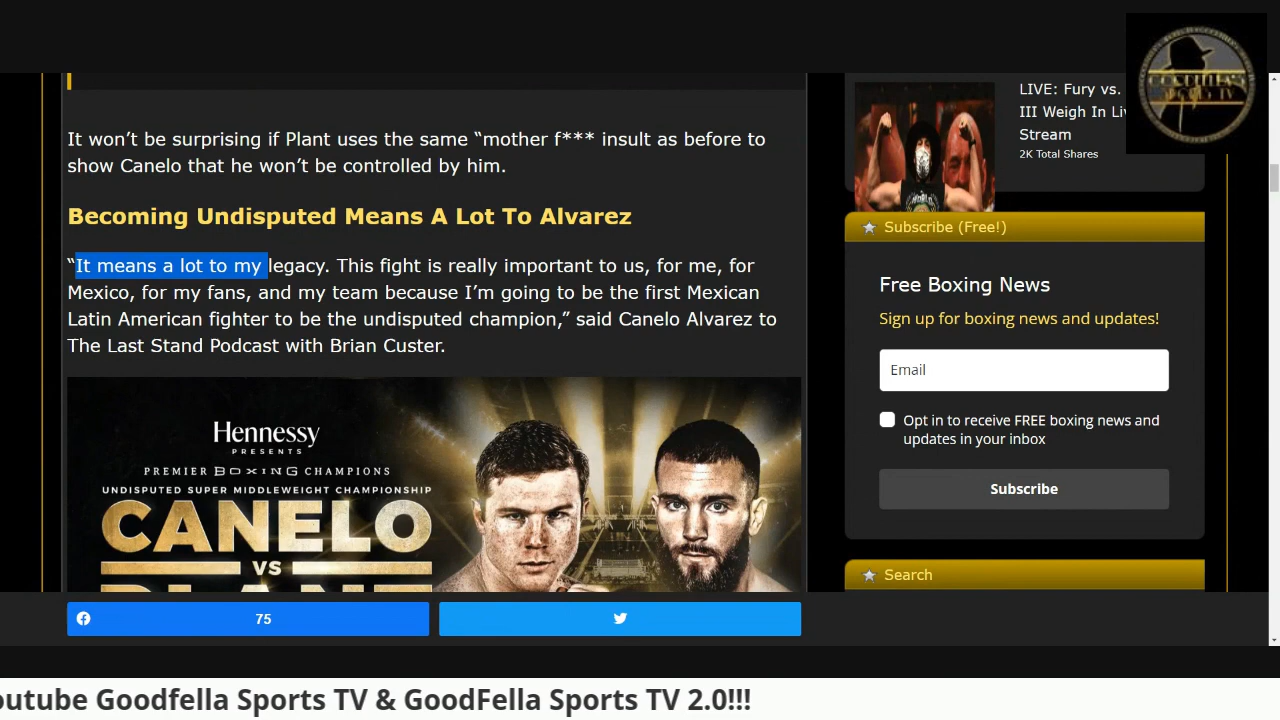 It won’t be surprising if Plant uses the same “mother f*** insult as before to
show Canelo that he won’t be controlled by him.
Becoming Undisputed Means A Lot To Alvarez
“It means a lot to my legacy. This fight is really important to us, for me, for
Mexico, for my fans, and my team because I’m going to be the first Mexican
Latin American fighter to be the undisputed champion,” said Canelo Alvarez to
The Last Stand Podcast with Brian Custer.
Hennessy
PRESENTS
PREMIER BOXING CHAMPIONS
UNDISPUTED SUPER MIDDLEWEIGHT CHAMPIONSHIP
CANELO
VS
PLANT
75
LIVE: Fury vs.
III Weigh In Liv
Stream
2K Total Shares
GOODFELLA'S
SPORTS TV
Subscribe (Free!)
Free Boxing News
Sign up for boxing news and updates!
Email
Opt in to receive FREE boxing news and
updates in your inbox
Subscribe
Search
outube Goodfella Sports TV & GoodFella Sports TV 2.0!!!